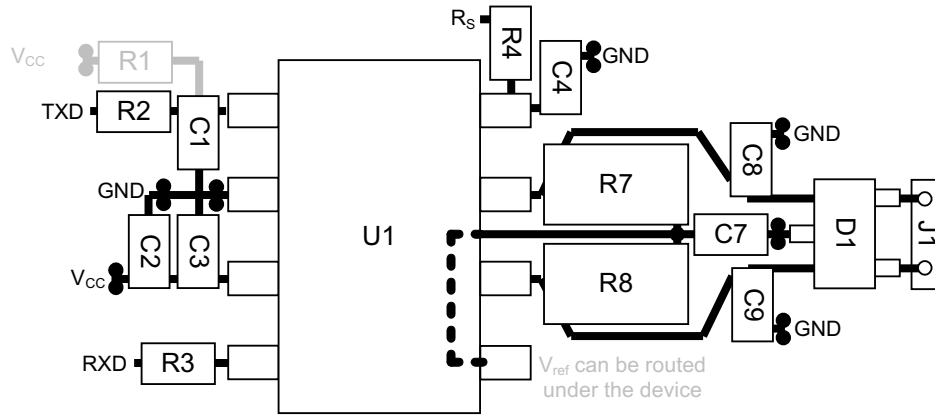 RS
R4
C4
GND
VCC
R1
TXD
R2
C1
GND
C8
GND
R7
GND
U1
C7
D1
J1
C2
C3
VCC
R8
C9
GND
RXD
R3
Vref can be routed
under the device